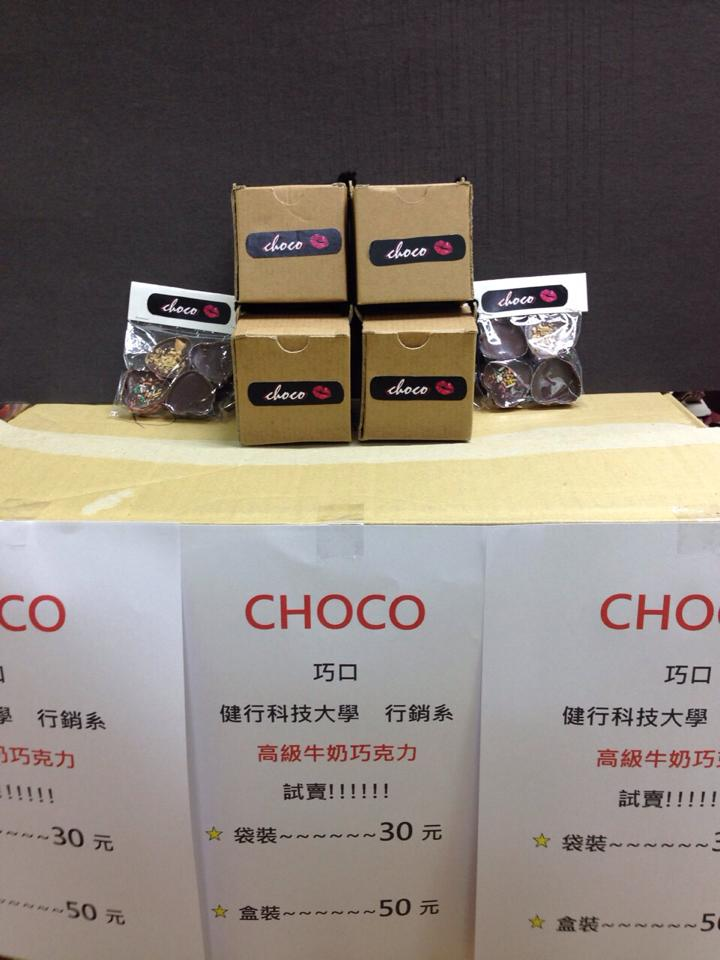 choco
choco
choco
choco
choco
choco
CO
口
學 行銷系
奶巧克力
!!!!!!
~~~~30 元
~~~~~50 元
CHOCO
巧口
健行科技大學 行銷系
高級牛奶巧克力
試賣!!!!!!
袋裝~~~~~~30 元
盒裝~~~~~~50 元
CHO
巧口
健行科技大學
高級牛奶巧
試賣!!!!!
袋裝~~~~~~3
盒裝~~~~~~5